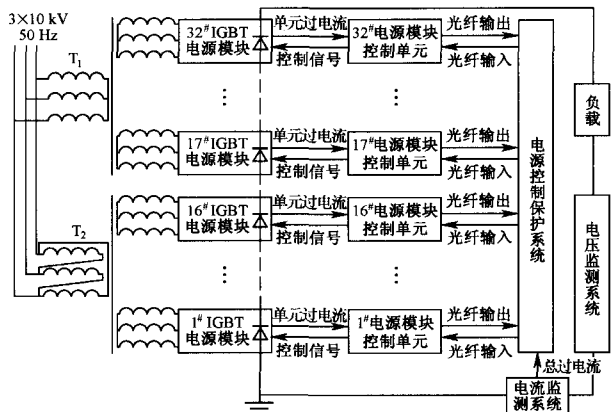 3×10 kV
50 Hz
T₁
32# IGBT
电源模块
单元过电流
控制信号
32#电源模块
控制单元
光纤输出
光纤输入
⋮
⋮
17# IGBT
电源模块
单元过电流
控制信号
17#电源模块
控制单元
光纤输出
光纤输入
T₂
16# IGBT
电源模块
单元过电流
控制信号
16#电源模块
控制单元
光纤输出
光纤输入
⋮
⋮
1# IGBT
电源模块
单元过电流
控制信号
1#电源模块
控制单元
光纤输出
光纤输入
电源控制保护系统
负载
电压监测系统
总过电流
电流监
测系统